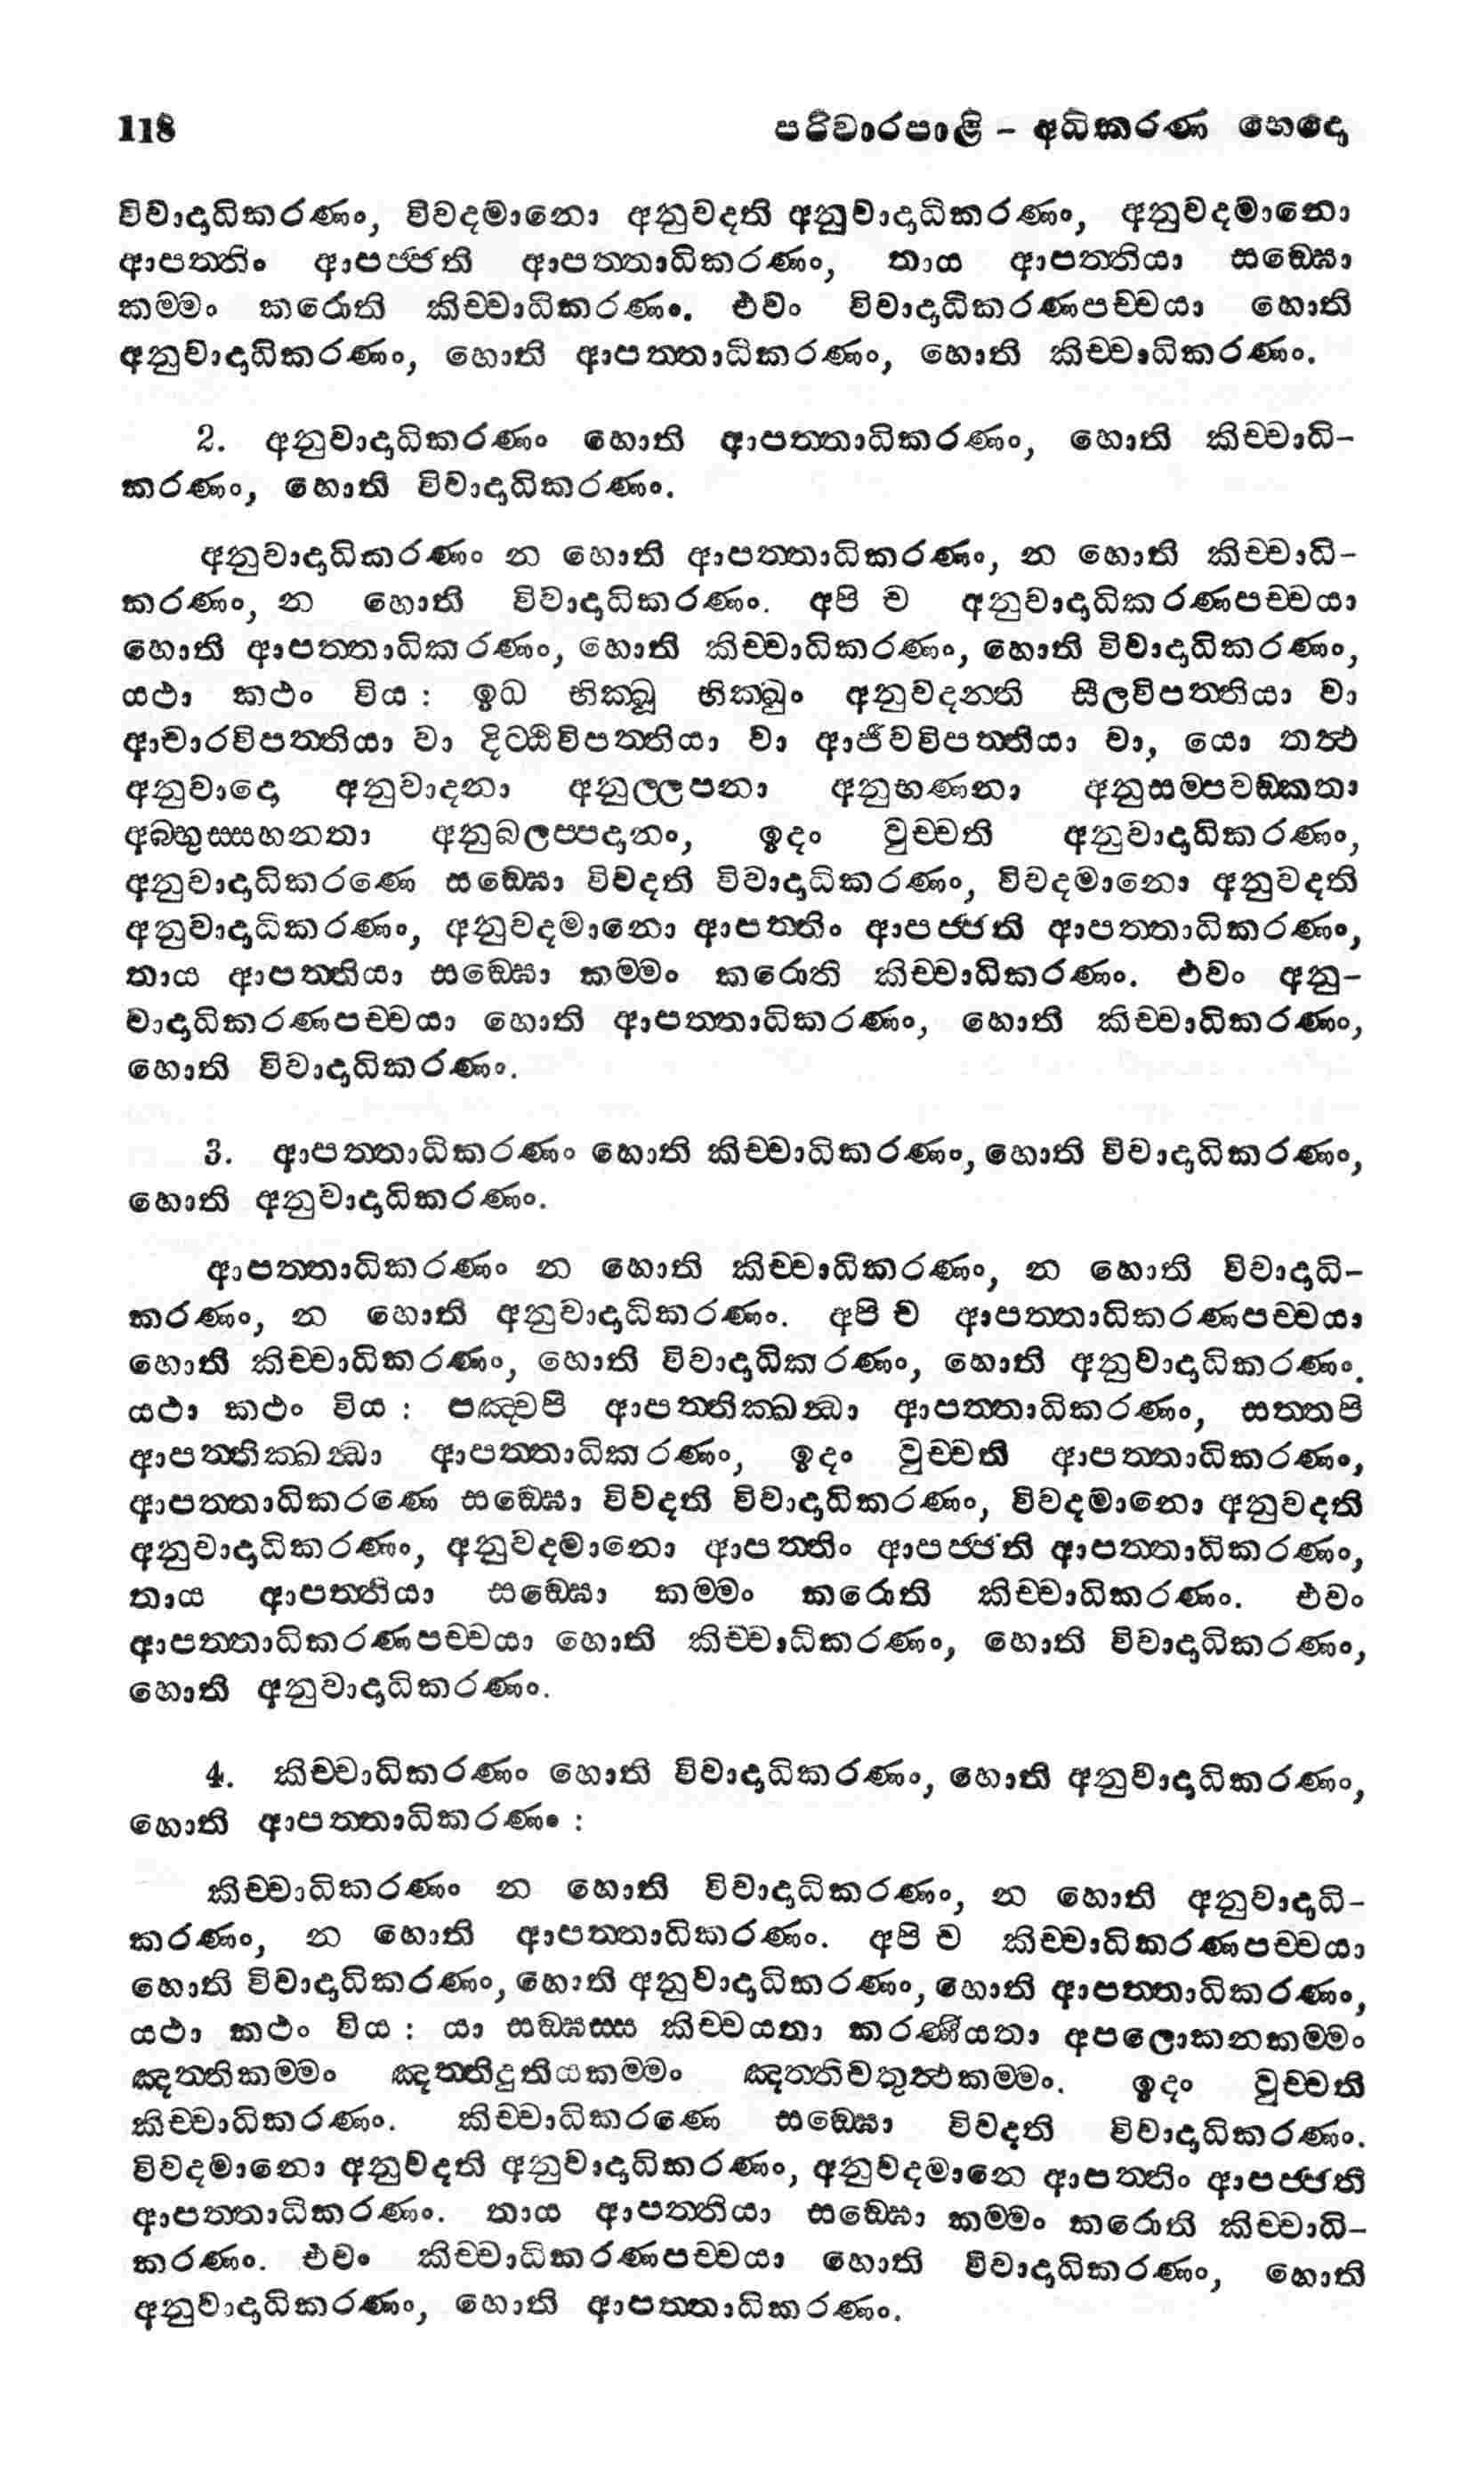 118 පරිවාරපාළි – අධිකරණ භෙදො
විවාදාධිකරණං, විවදමානො අනුවදති අනුවාදාධිකරණං, අනුවදමානො
ආපත්තිං ආපජ්ජති ආපත්තාධිකරණං, තාය ආපත්තියා සඞ්ඝො
කම්මං කරොති කිච්චාධිකරණං. එවං විවාදාධිකරණපච්චයා හොති
අනුවාදාධිකරණං, හොති ආපත්තාධිකරණං, හොති කිච්චාධිකරණං.
2. අනුවාදාධිකරණං හොති ආපත්තාධිකරණං, හොති කිච්චාධි-
කරණං, හොති විවාදාධිකරණං.
අනුවාදාධිකරණං න හොති ආපත්තාධිකරණං, න හොති කිච්චාධි-
කරණං, න හොති විවාදාධිකරණං. අපි ච අනුවාදාධිකරණපච්චයා
හොති ආපත්තාධිකරණං, හොති කිච්චාධිකරණං, හොති විවාදාධිකරණං,
යථා කථං විය : ඉධ භික්ඛූ භික්ඛුං අනුවදන්ති සීලවිපත්තියා වා
ආචාරවිපත්තියා වා දිට්ඨිවිපත්තියා වා ආජීවවිපත්තියා වා, යො තත්ථ
අනුවාදො අනුවාදනා අනුල්ලපනා අනුභණනා අනුසම්පවඞ්කතා
අබ්භුස්සහනතා අනුබලප්පදානං, ඉදං වුච්චති අනුවාදාධිකරණං,
අනුවාදාධිකරණෙ සඞ්ඝො විවදති විවාදාධිකරණං, විවදමානො අනුවදති
අනුවාදාධිකරණං, අනුවදමානො ආපත්තිං ආපජ්ජති ආපත්තාධිකරණං,
තාය ආපත්තියා සඞ්ඝො කම්මං කරොති කිච්චාධිකරණං. එවං අනු-
වාදාධිකරණපච්චයා හොති ආපත්තාධිකරණං, හොති කිච්චාධිකරණං,
හොති විවාදාධිකරණං.
3. ආපත්තාධිකරණං හොති කිච්චාධිකරණං, හොති විවාදාධිකරණං,
හොති අනුවාදාධිකරණං.
ආපත්තාධිකරණං න හොති කිච්චාධිකරණං, න හොති විවාදාධි-
කරණං, න හොති අනුවාදාධිකරණං. අපි ච ආපත්තාධිකරණපච්චයා
හොති කිච්චාධිකරණං, හොති විවාදාධිකරණං, හොති අනුවාදාධිකරණං.
යථා කථං විය : පඤ්චපි ආපත්තික්ඛන්ධා ආපත්තාධිකරණං, සත්තපි
ආපත්තික්ඛන්ධා ආපත්තාධිකරණං, ඉදං වුච්චති ආපත්තාධිකරණං,
ආපත්තාධිකරණෙ සඞ්ඝො විවදති විවාදාධිකරණං, විවදමානො අනුවදති
අනුවාදාධිකරණං, අනුවදමානො ආපත්තිං ආපජ්ජති ආපත්තාධිකරණං,
තාය ආපත්තියා සඞ්ඝො කම්මං කරොති කිච්චාධිකරණං. එවං
ආපත්තාධිකරණපච්චයා හොති කිච්චාධිකරණං, හොති විවාදාධිකරණං,
හොති අනුවාදාධිකරණං.
4. කිච්චාධිකරණං හොති විවාදාධිකරණං, හොති අනුවාදාධිකරණං,
හොති ආපත්තාධිකරණං :
කිච්චාධිකරණං න හොති විවාදාධිකරණං, න හොති අනුවාදාධි-
කරණං, න හොති ආපත්තාධිකරණං. අපි ච කිච්චාධිකරණපච්චයා
හොති විවාදාධිකරණං, හොති අනුවාදාධිකරණං, හොති ආපත්තාධිකරණං,
යථා කථං විය : යා සඞ්ඝස්ස කිච්චයතා කරණීයතා අපලොකනකම්මං
ඤත්තිකම්මං ඤත්තිදුතියකම්මං ඤත්තිචතුත්ථකම්මං. ඉදං වුච්චති
කිච්චාධිකරණං. කිච්චාධිකරණෙ සඞ්ඝො විවදති විවාදාධිකරණං.
විවදමානො අනුවදති අනුවාදාධිකරණං, අනුවදමානෙ ආපත්තිං ආපජ්ජති
ආපත්තාධිකරණං. තාය ආපත්තියා සඞ්ඝො කම්මං කරොති කිච්චාධි-
කරණං. එවං කිච්චාධිකරණපච්චයා හොති විවාදාධිකරණං, හොති
අනුවාදාධිකරණං, හොති ආපත්තාධිකරණං.